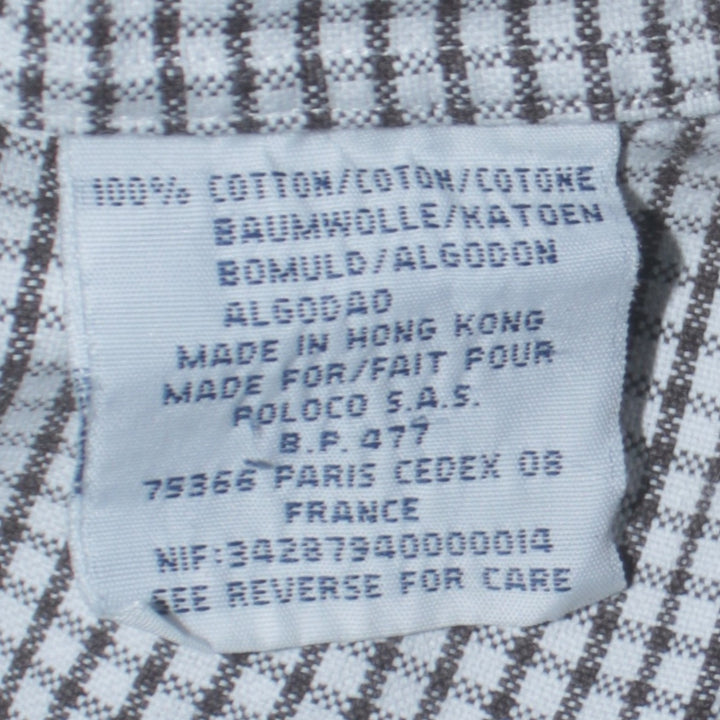 100% COTTON/COTON/COTONE
BAUMWOLLE/KATOEN
BOMULD/ALGODON
ALGODAO
MADE IN HONG KONG
MADE FOR/FAIT POUR
POLOCO S.A.S.
B.P. 477
75366 PARIS CEDEX 08
FRANCE
NIF:34287940000014
SEE REVERSE FOR CARE